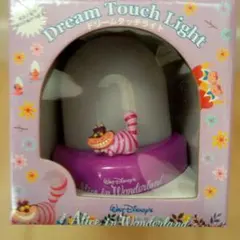 Dream Touch Light
ドリームタッチライト
WALT DISNEY'S
Alice In Wonderland
WALT DISNEY'S
Alice In Wonderland